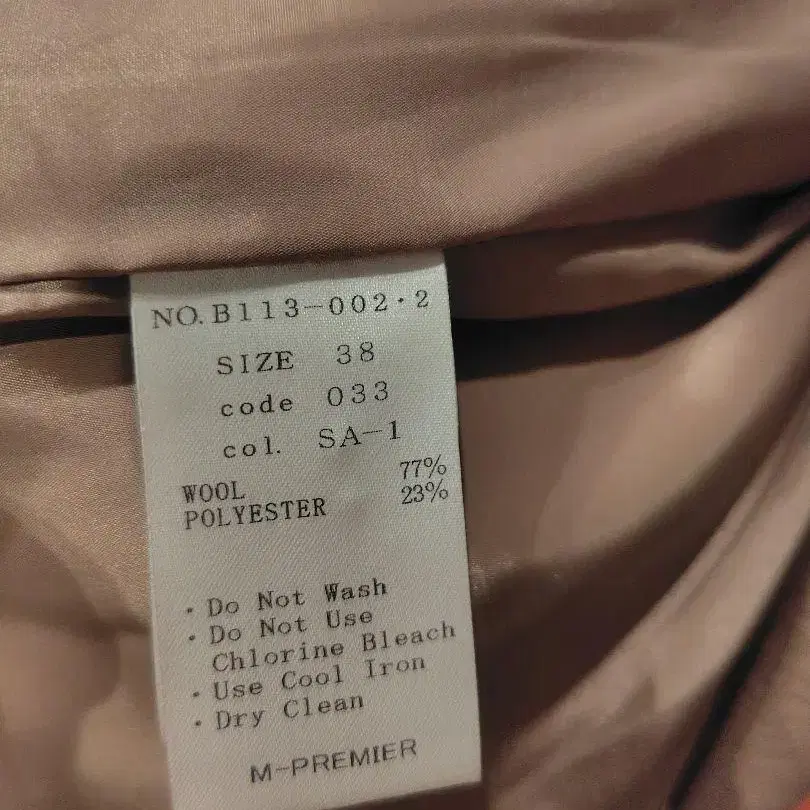 NO.B113-002・2
SIZE 38
code 033
col. SA-1
WOOL 77%
POLYESTER 23%
・Do Not Wash
・Do Not Use
Chlorine Bleach
・Use Cool Iron
・Dry Clean
M-PREMIER